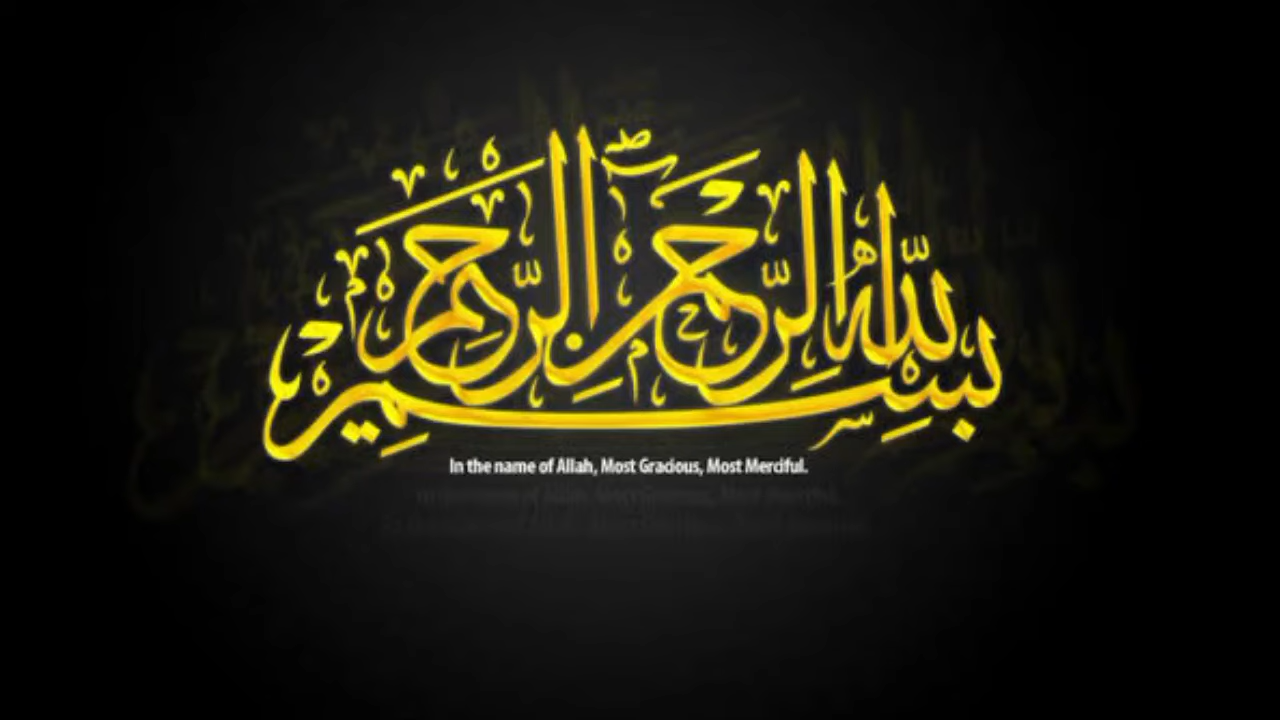 بسم الله الرحمن الرحيم
In the name of Allah, Most Gracious, Most Merciful.